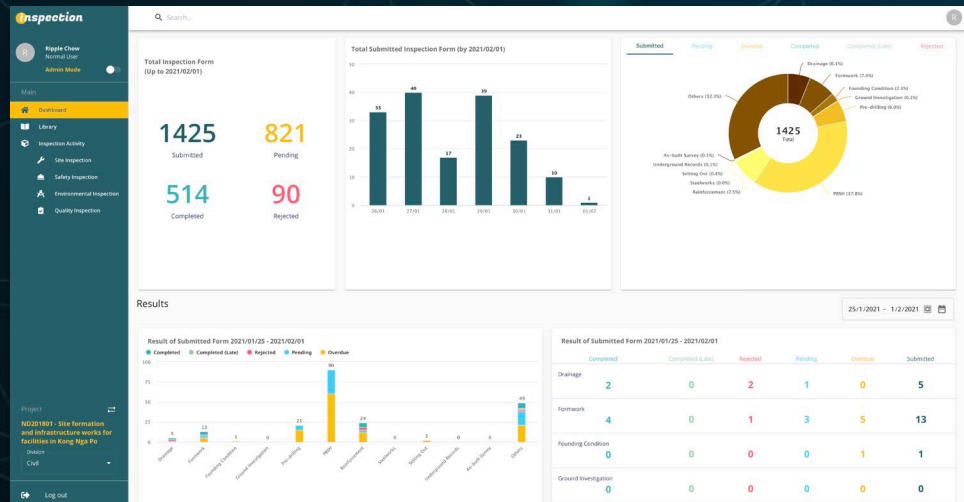 inspection
Search...
R
R
Ripple Chow
Normal User
Admin Mode
Main
Dashboard
Library
Inspection Activity
Site Inspection
Safety Inspection
Environmental Inspection
Quality Inspection
Project
ND201801 - Site formation
and infrastructure works for
facilities in Kong Nga Po
Division
Civil
Log out
Total Inspection Form
(Up to 2021/02/01)
1425
Submitted
821
Pending
514
Completed
90
Rejected
Total Submitted Inspection Form (by 2021/02/01)
50
40
30
20
10
0
33
40
17
39
23
10
1
26/01 27/01 28/01 29/01 30/01 31/01 01/02
Submitted Pending Overdue Completed Completed (Late) Rejected
Drainage (6.1%)
Formwork (7.4%)
Ground Investigation (0.1%)
Pre-drilling (6.0%)
Others (32.3%)
1425
Total
As-built Survey (0.1%)
Underground Records (0.1%)
Setting Out (0.4%)
Steelworks (0.0%)
Reinforcement (7.5%)
PBSH (37.8%)
Results
25/1/2021 - 1/2/2021
Result of Submitted Form 2021/01/25 - 2021/02/01
Completed Completed (Late) Rejected Pending Overdue
100
75
50
25
0
5
13
1
0
21
90
24
0
2
0
0
49
Drainage
Formwork
Founding Condition
Ground Investigation
Pre-drilling
PBSH
Reinforcement
Steelworks
Setting Out
Underground Records
As-built Survey
Others
Result of Submitted Form 2021/01/25 - 2021/02/01
Completed Completed (Late) Rejected Pending Overdue Submitted
Drainage
2 0 2 1 0 5
Formwork
4 0 1 3 5 13
Founding Condition
0 0 0 0 1 1
Ground Investigation
0 0 0 0 0 0